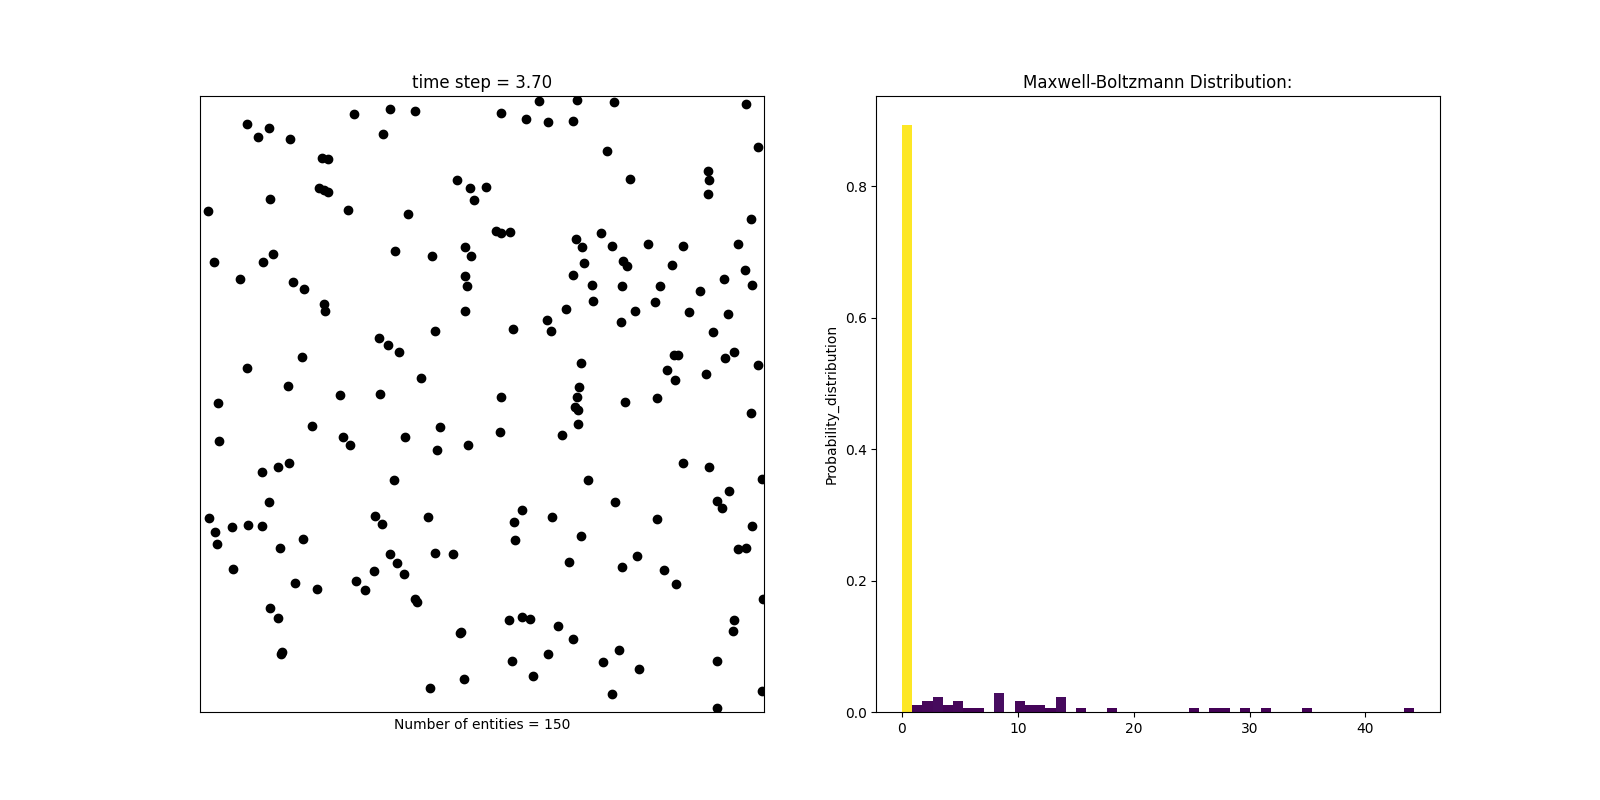 time step = 3.70
Number of entities = 150
Maxwell-Boltzmann Distribution:
Probability_distribution
0.8
0.6
0.4
0.2
0.0
0 10 20 30 40